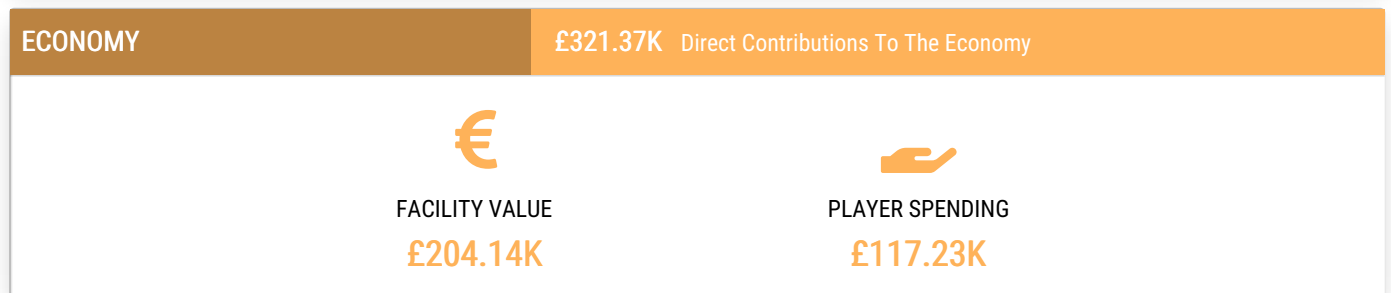 ECONOMY £321.37K Direct Contributions To The Economy
€
FACILITY VALUE PLAYER SPENDING
£204.14K £117.23K